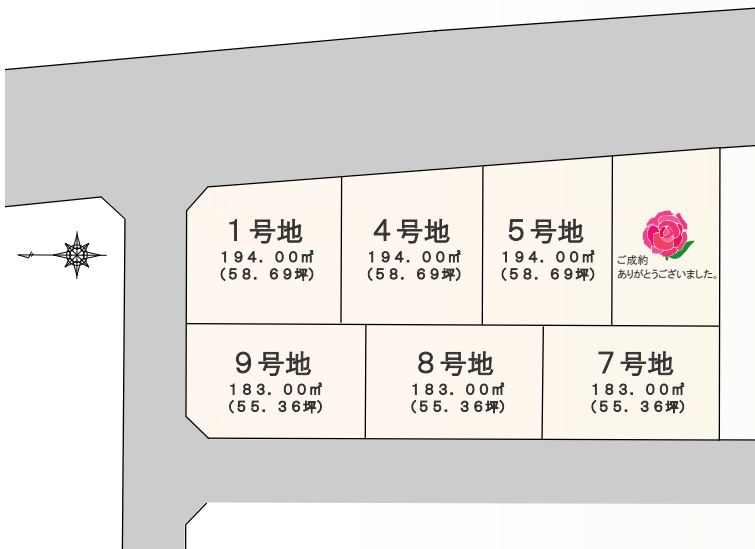 1号地
194.00㎡
(58.69坪)
4号地
194.00㎡
(58.69坪)
5号地
194.00㎡
(58.69坪)
ご成約
ありがとうございました。
9号地
183.00㎡
(55.36坪)
8号地
183.00㎡
(55.36坪)
7号地
183.00㎡
(55.36坪)